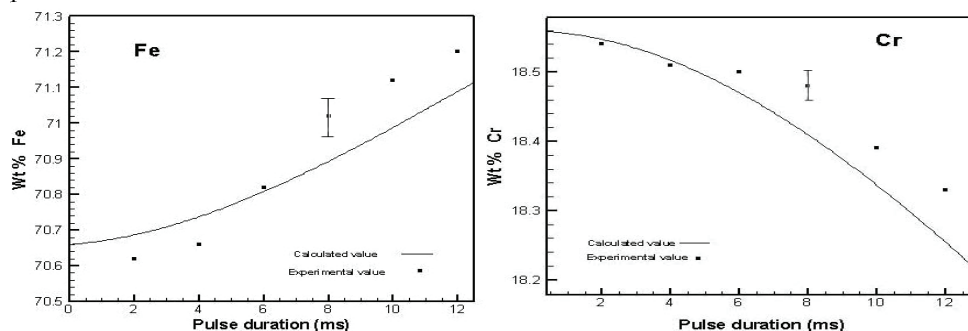 71.3
71.2
71.1
71
70.9
70.8
70.7
70.6
70.5
Wt% Fe
Fe
Calculated value
Experimental value
0 2 4 6 8 10 12
Pulse duration (ms)
18.5
18.4
18.3
18.2
Wt% Cr
Cr
Calculated value
Experimental value
2 4 6 8 10 12
Pulse duration (ms)